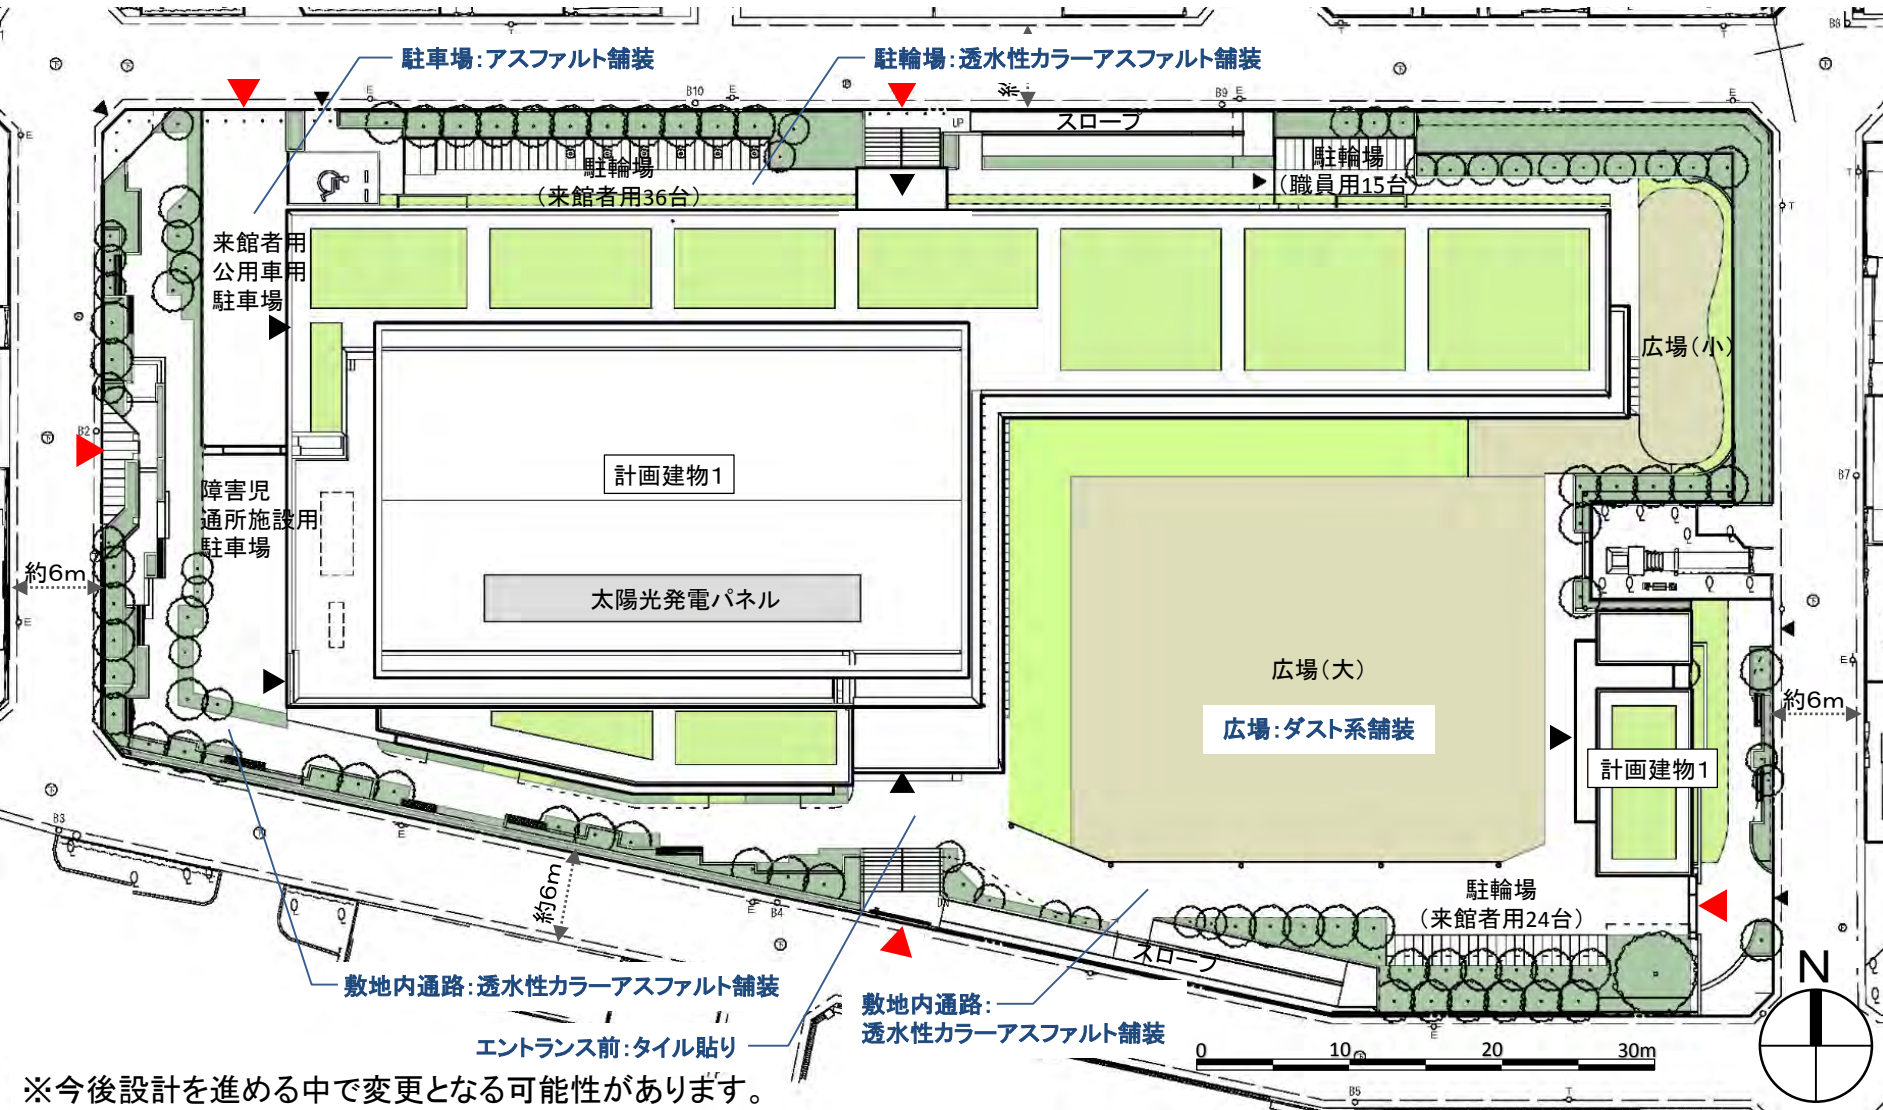 駐車場：アスファルト舗装
駐輪場：透水性カラーアスファルト舗装
B10
B9
UP
スロープ
駐輪場
（来館者用36台）
駐輪場
（職員用15台）
来館者用
公用車用
駐車場
広場（小）
B2
計画建物1
障害児
通所施設用
駐車場
B7
約6m
太陽光発電パネル
広場（大）
約6m
広場：ダスト系舗装
計画建物1
B3
約6m
B4
駐輪場
（来館者用24台）
スロープ
敷地内通路：透水性カラーアスファルト舗装
敷地内通路：
透水性カラーアスファルト舗装
エントランス前：タイル貼り
N
0 10 20 30m
B5
※今後設計を進める中で変更となる可能性があります。